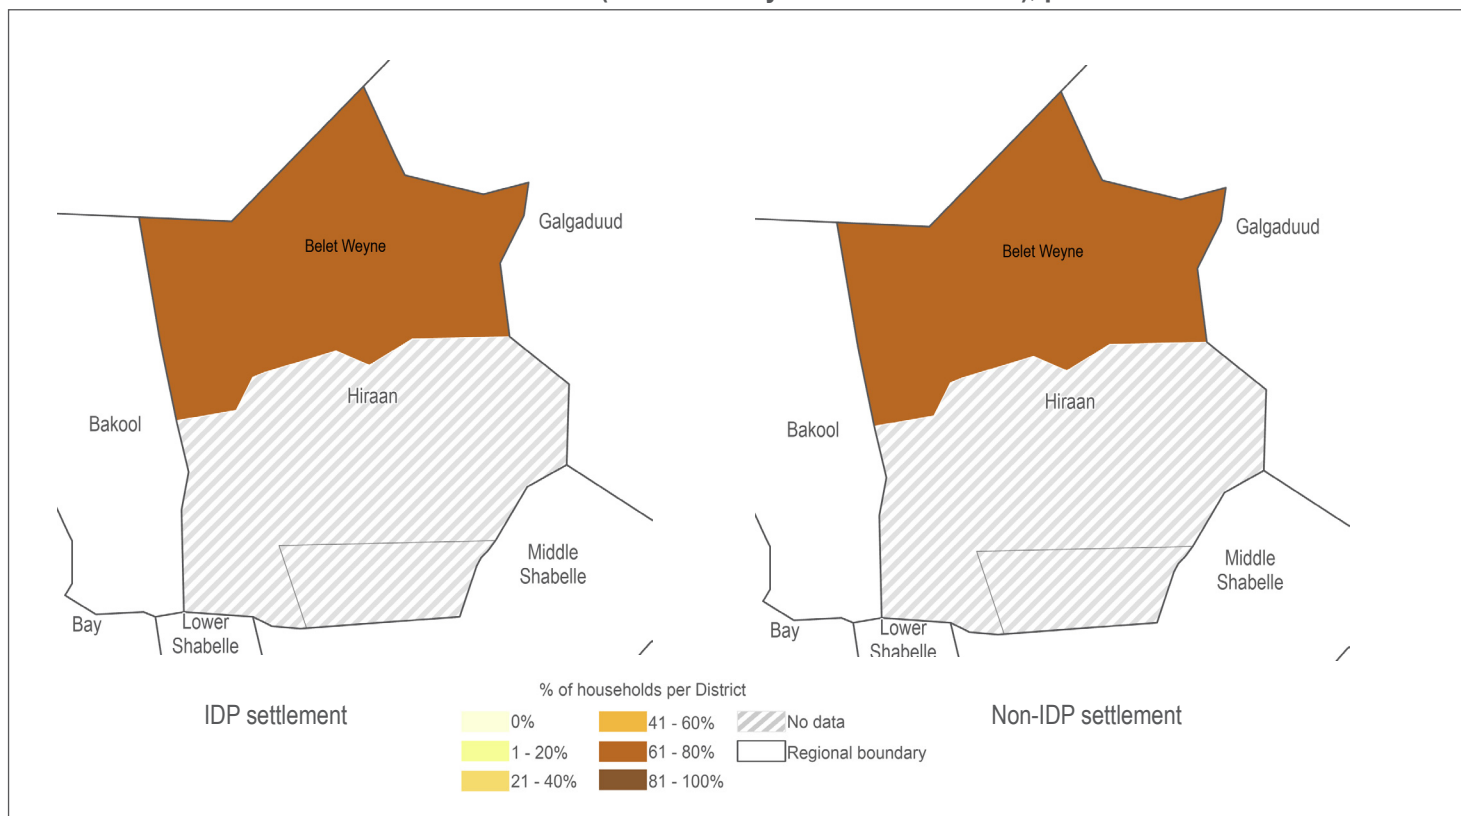 Galgaduud
Belet Weyne
Hiraan
Bakool
Middle
Shabelle
Bay
Lower
Shabelle
Galgaduud
Belet Weyne
Hiraan
Bakool
Middle
Shabelle
Bay
Lower
Shabelle
% of households per District
IDP settlement
Non-IDP settlement
0%
41 - 60%
No data
1 - 20%
61 - 80%
Regional boundary
21 - 40%
81 - 100%